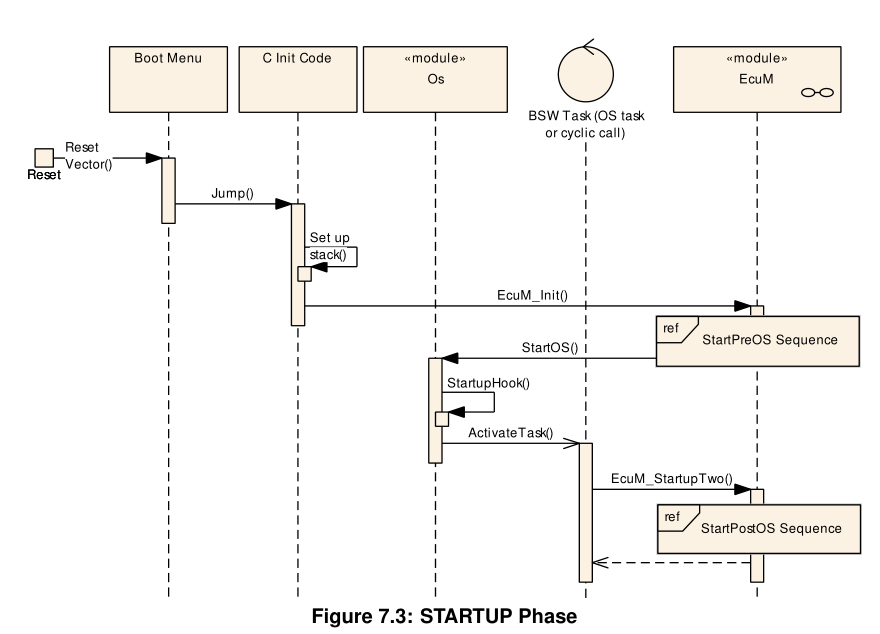 Boot Menu
C Init Code
«module»
Os
BSW Task (OS task
or cyclic call)
«module»
EcuM
Reset
Vector()
Reset
Jump()
Set up
stack()
EcuM_Init()
ref
StartPreOS Sequence
StartOS()
StartupHook()
ActivateTask()
EcuM_StartupTwo()
ref
StartPostOS Sequence
Figure 7.3: STARTUP Phase